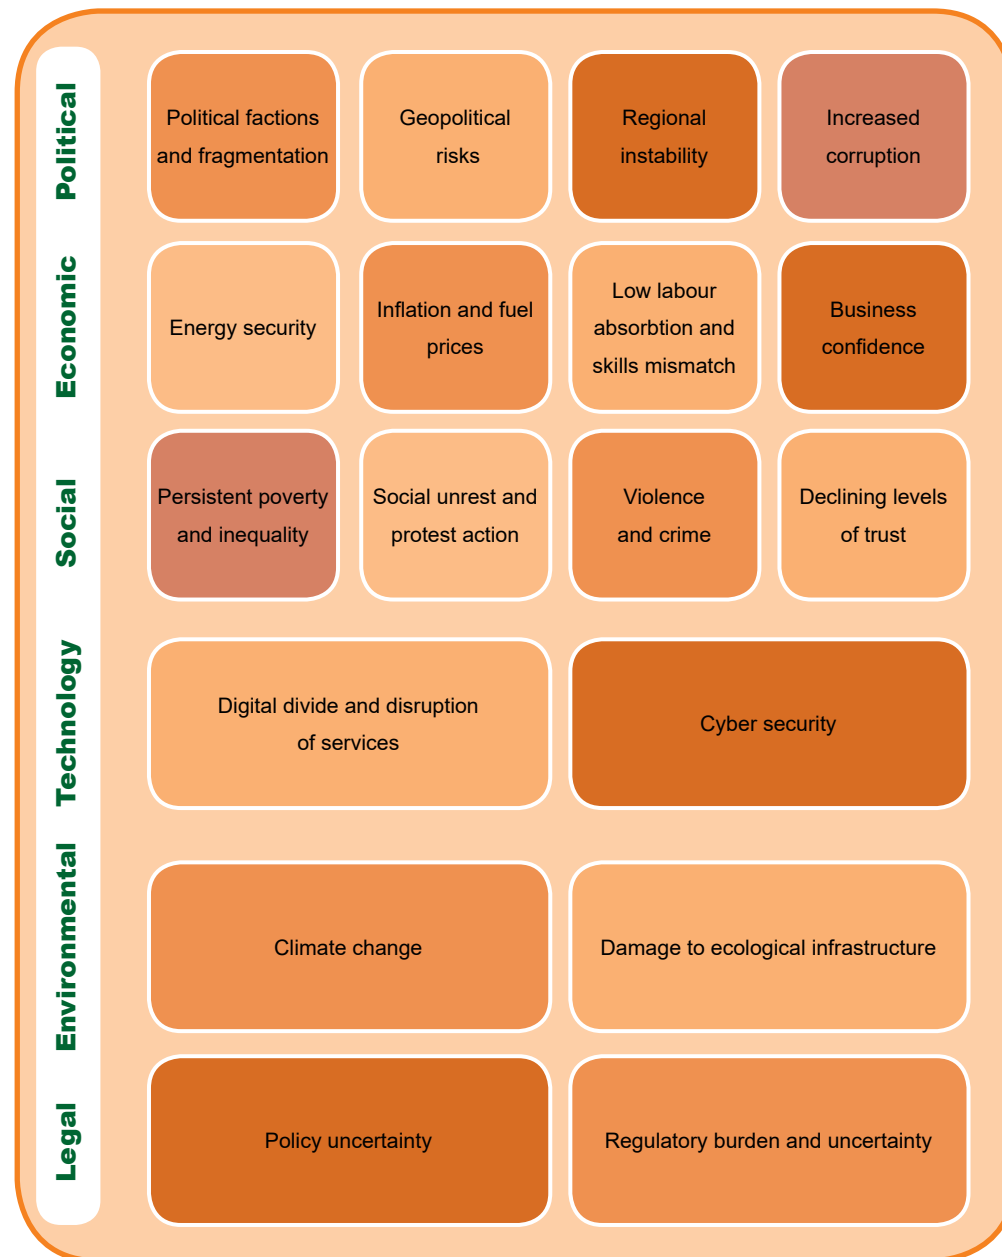 Political
Political factions
and fragmentation
Geopolitical
risks
Regional
instability
Increased
corruption
Economic
Energy security
Inflation and fuel
prices
Low labour
absorbtion and
skills mismatch
Business
confidence
Social
Persistent poverty
and inequality
Social unrest and
protest action
Violence
and crime
Declining levels
of trust
Technology
Digital divide and disruption
of services
Cyber security
Environmental
Climate change
Damage to ecological infrastructure
Legal
Policy uncertainty
Regulatory burden and uncertainty